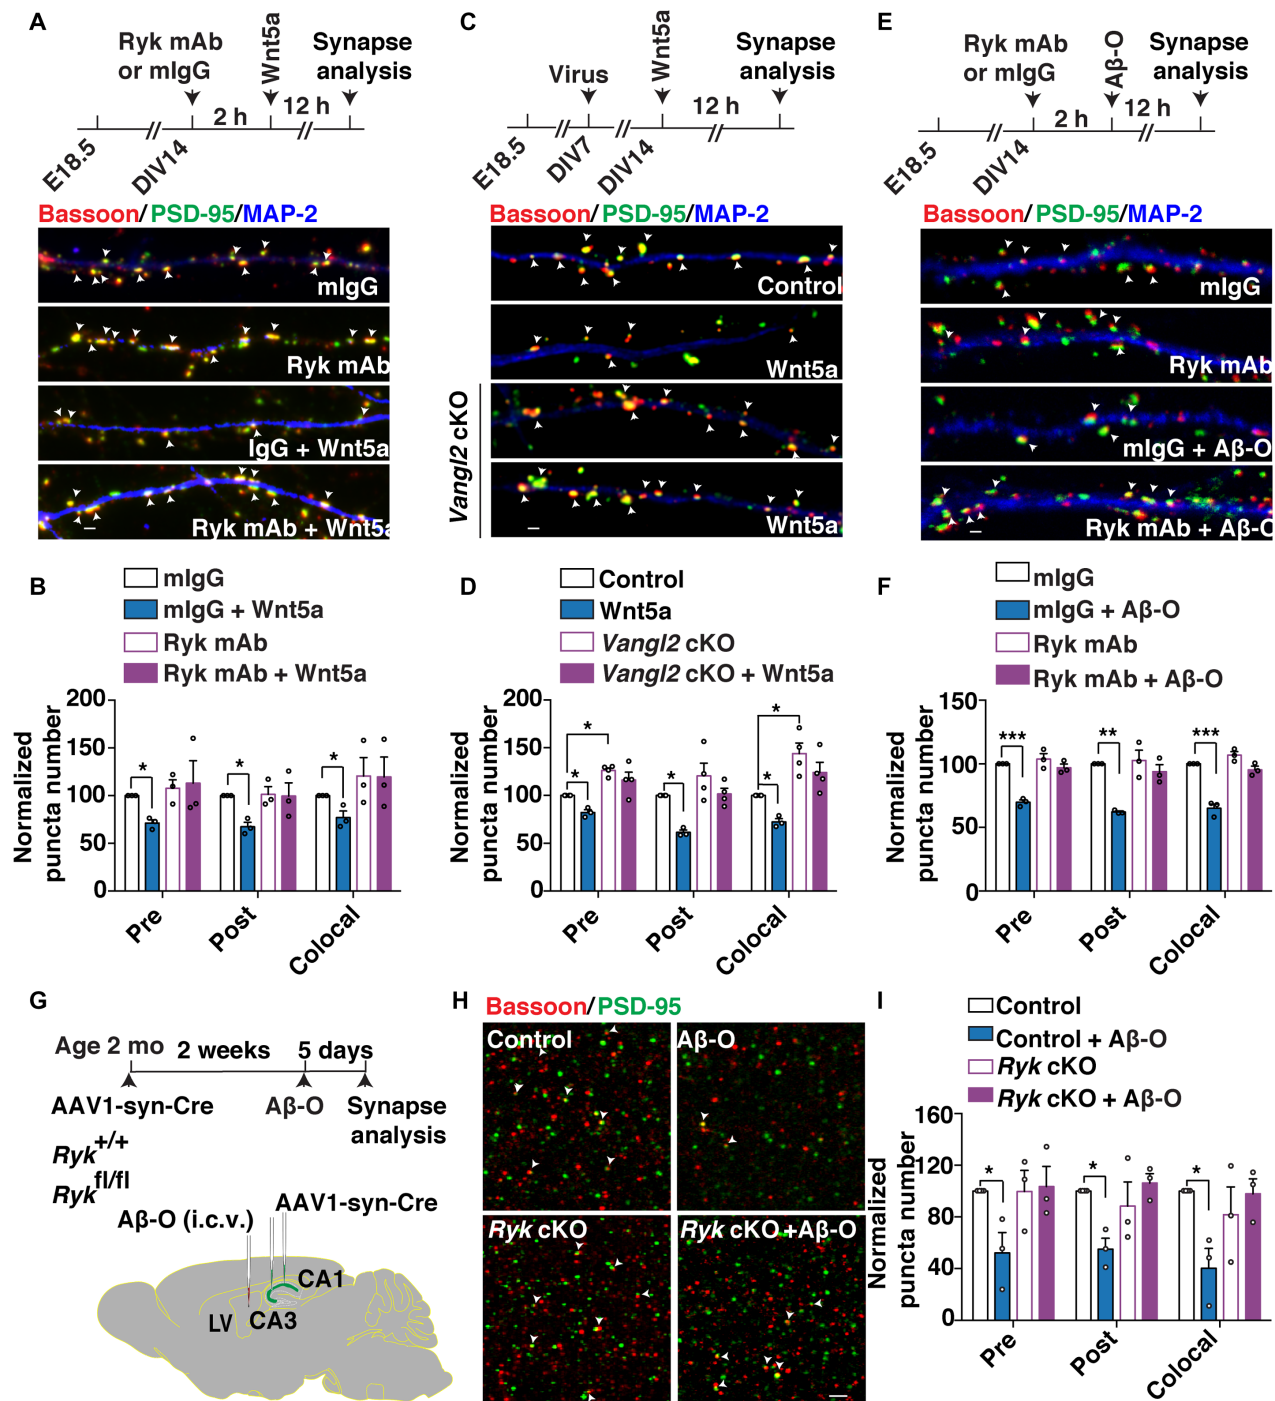 A
Ryk mAb
or mIgG
Wnt5a
Synapse
analysis
2 h
12 h
E18.5
DIV14
Bassoon/PSD-95/MAP-2
mIgG
Ryk mAb
IgG + Wnt5a
Ryk mAb + Wnt5a
C
Virus
Wnt5a
Synapse
analysis
12 h
E18.5
DIV7
DIV14
Bassoon/PSD-95/MAP-2
Control
Wnt5a
Vangl2 cKO
Wnt5a
E
Ryk mAb
or mIgG
Aβ-O
Synapse
analysis
2 h
12 h
E18.5
DIV14
Bassoon/PSD-95/MAP-2
mIgG
Ryk mAb
mIgG + Aβ-O
Ryk mAb + Aβ-O
B
mIgG
mIgG + Wnt5a
Ryk mAb
Ryk mAb + Wnt5a
Normalized
puncta number
200
150
100
50
0
*
*
*
Pre
Post
Colocal
D
Control
Wnt5a
Vangl2 cKO
Vangl2 cKO + Wnt5a
Normalized
puncta number
200
150
100
50
0
*
*
*
*
*
Pre
Post
Colocal
F
mIgG
mIgG + Aβ-O
Ryk mAb
Ryk mAb + Aβ-O
Normalized
puncta number
150
100
50
0
***
**
***
Pre
Post
Colocal
G
Age 2 mo
2 weeks
5 days
AAV1-syn-Cre
Aβ-O
Synapse
analysis
Ryk+/+
Rykfl/fl
AAV1-syn-Cre
Aβ-O (i.c.v.)
CA1
LV
CA3
H
Bassoon/PSD-95
Control
Aβ-O
Ryk cKO
Ryk cKO +Aβ-O
I
Control
Control + Aβ-O
Ryk cKO
Ryk cKO + Aβ-O
Normalized
puncta number
160
120
80
40
0
*
*
*
Pre
Post
Colocal